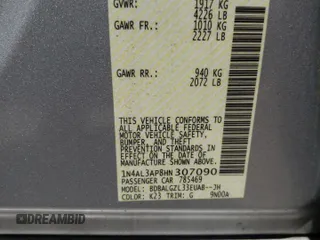 GVWR: 1917 KG
4226 LB
GAWR FR.: 1010 KG
2227 LB
GAWR RR.: 940 KG
2072 LB
THIS VEHICLE CONFORMS TO ALL
APPLICABLE FEDERAL MOTOR
VEHICLE SAFETY STANDARDS,
BUMPER, AND THEFT
PREVENTION STANDARDS IN
EFFECT ON THE DATE OF
MANUFACTURE SHOWN ABOVE.
1N4AL3AP8HN307090
PASSENGER CAR 785469
MODEL: BDBALGZL33EUAB--JH
COLOR: K23 TRIM: G 9N00A